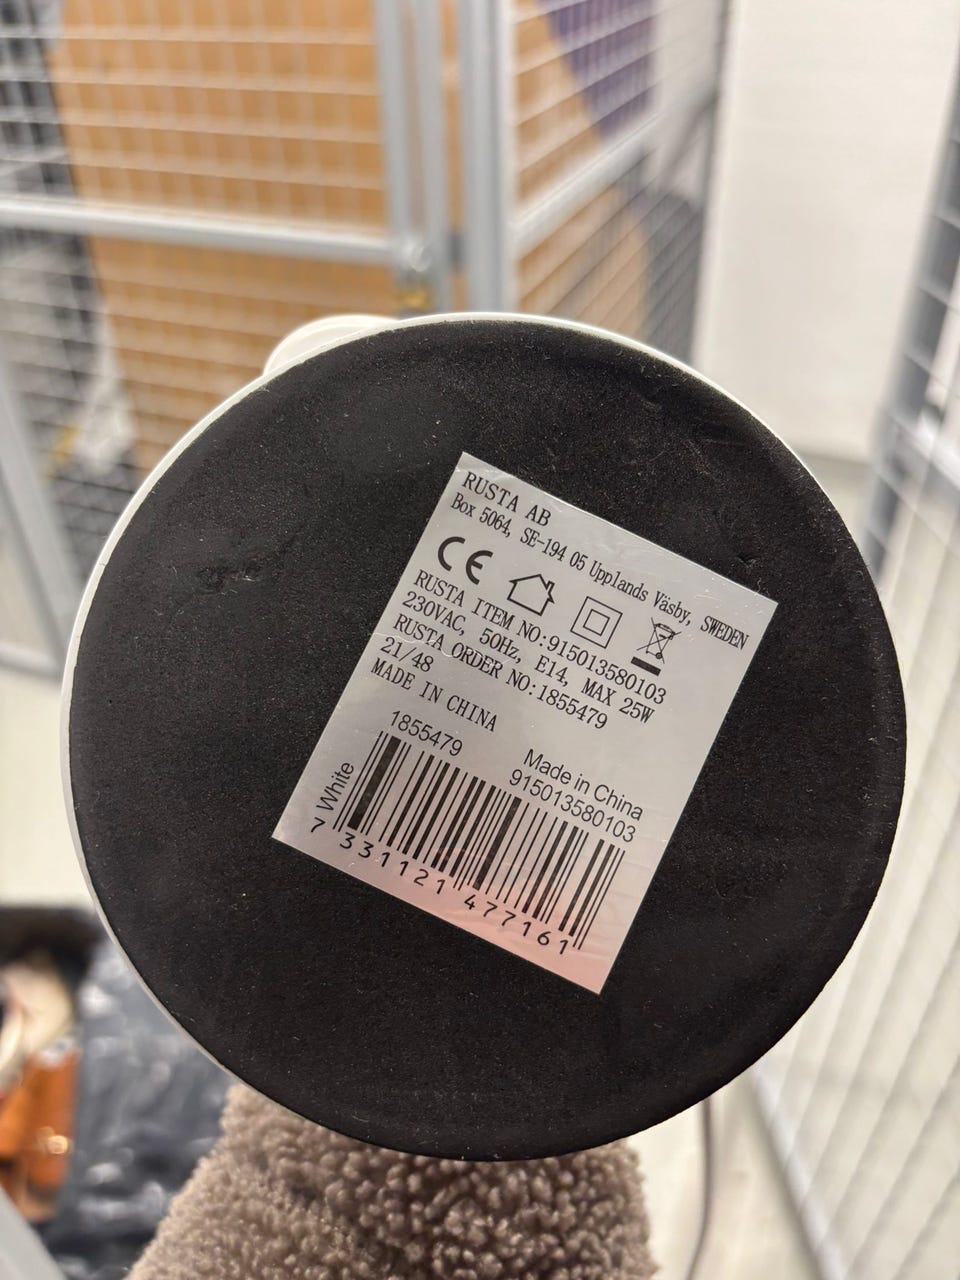 RUSTA AB
Box 5064, SE-194 05 Upplands Väsby, SWEDEN
CE
RUSTA ITEM NO:915013580103
230VAC, 50Hz, E14, MAX 25W
RUSTA ORDER NO:1855479
21/48
MADE IN CHINA
1855479
Made in China
915013580103
White
7 331121 477161